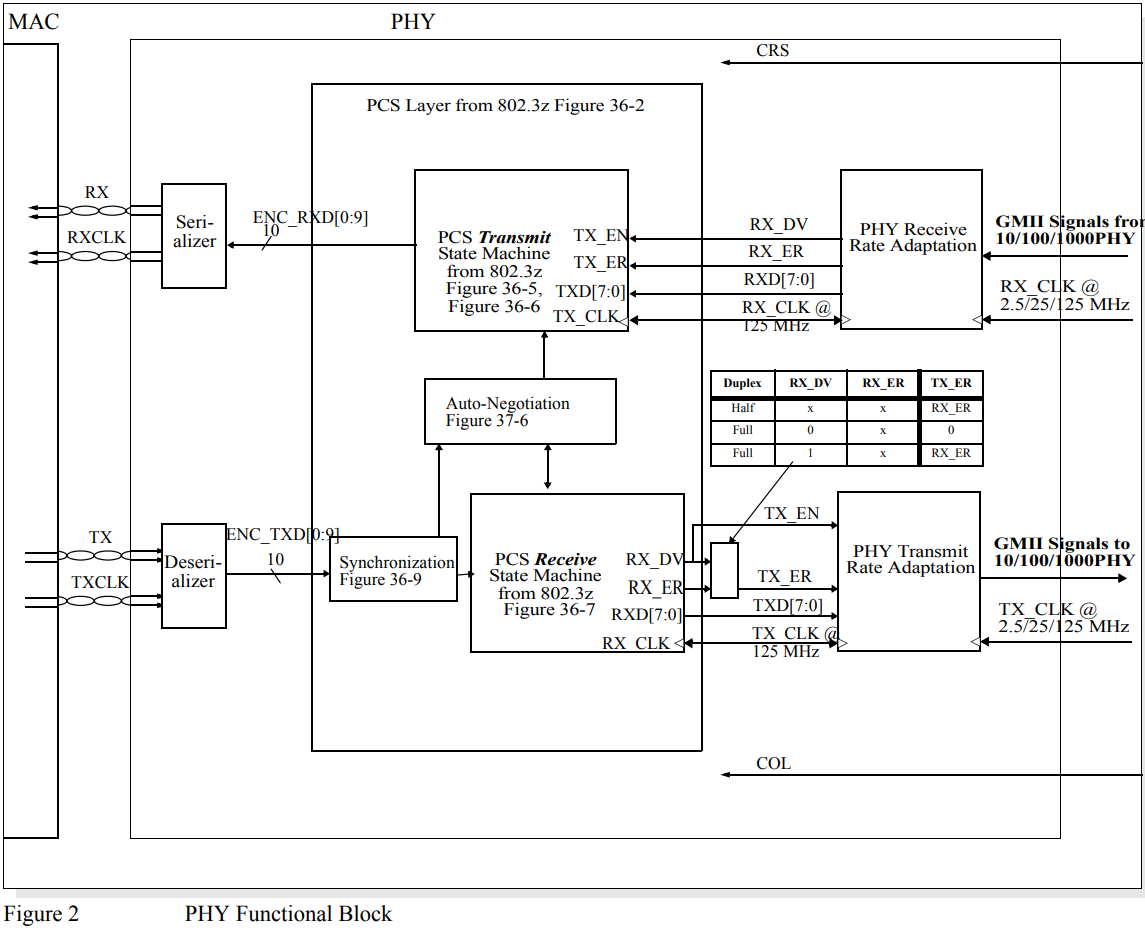 MAC
PHY
CRS
PCS Layer from 802.3z Figure 36-2
RX
RXCLK
Seri-
alizer
ENC_RXD[0:9]
10
PCS Transmit
State Machine
from 802.3z
Figure 36-5,
Figure 36-6
TX_EN
TX_ER
TXD[7:0]
TX_CLK
RX_DV
RX_ER
RXD[7:0]
RX_CLK @
125 MHz
PHY Receive
Rate Adaptation
GMII Signals from
10/100/1000PHY
RX_CLK @
2.5/25/125 MHz
Auto-Negotiation
Figure 37-6
Duplex RX_DV RX_ER TX_ER
Half x x RX_ER
Full 0 x 0
Full 1 x RX_ER
TX
TXCLK
Deseri-
alizer
ENC_TXD[0:9]
10
Synchronization
Figure 36-9
PCS Receive
State Machine
from 802.3z
Figure 36-7
RX_DV
RX_ER
RXD[7:0]
RX_CLK
TX_EN
TX_ER
TXD[7:0]
TX_CLK @
125 MHz
PHY Transmit
Rate Adaptation
GMII Signals to
10/100/1000PHY
TX_CLK @
2.5/25/125 MHz
COL
Figure 2 PHY Functional Block